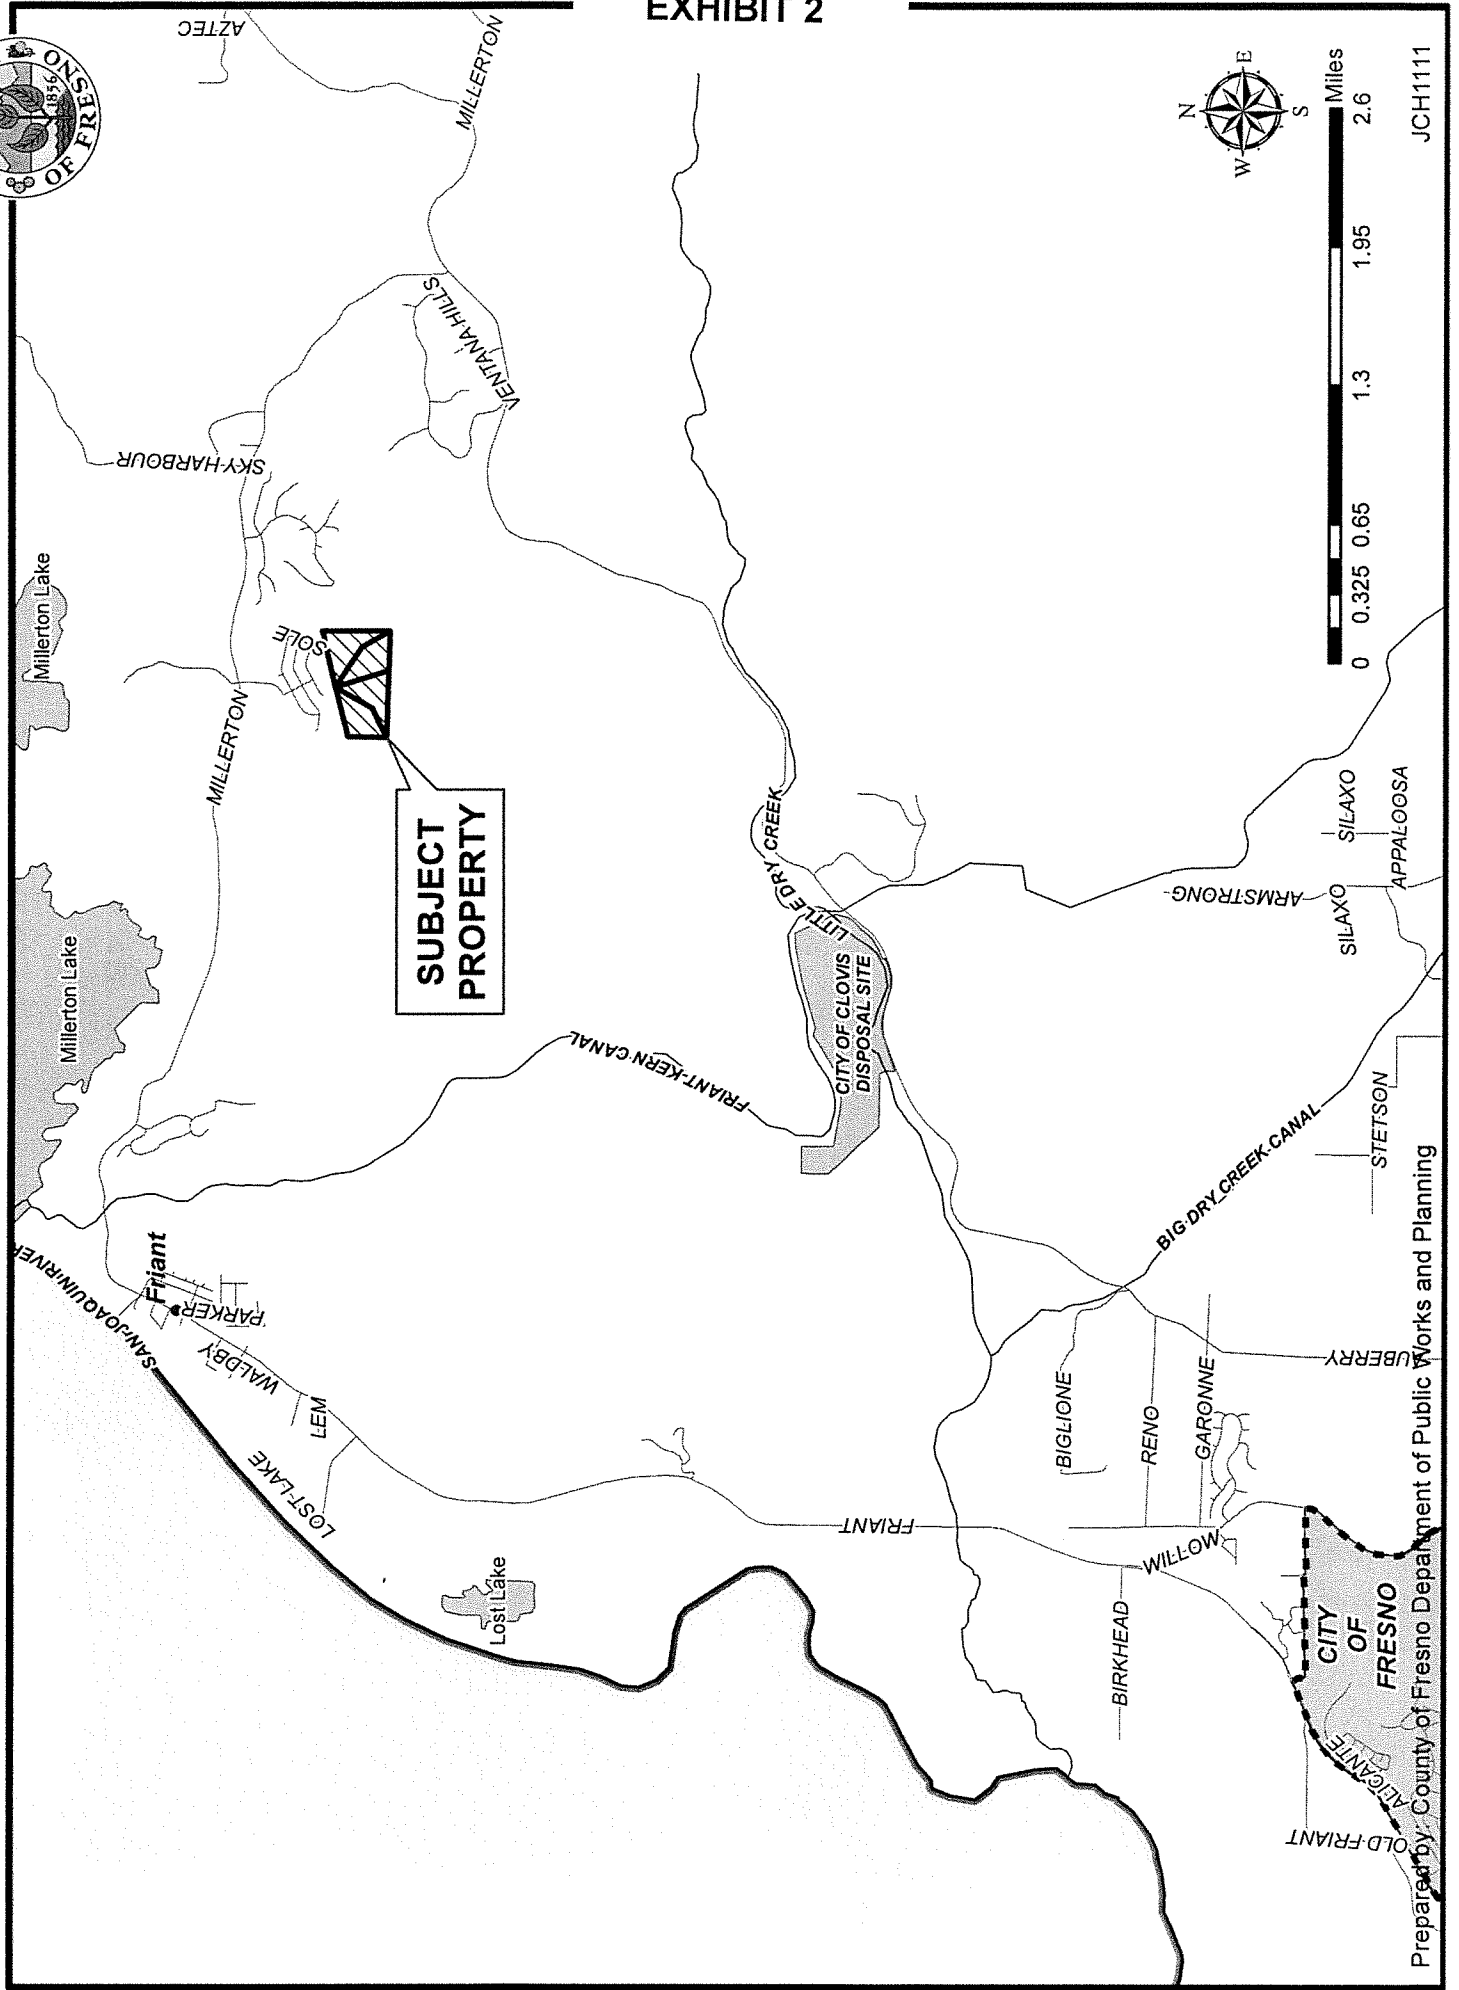 EXHIBIT 2
OF FRESNO
1856
AZTEC
MILLERTON
VENTANA HILLS
SKY HARBOUR
Millerton Lake
SOLE
MILLERTON
SUBJECT
PROPERTY
Millerton Lake
FRIANT-KERN CANAL
LITTLE DRY CREEK
CITY OF CLOVIS
DISPOSAL SITE
SAN JOAQUIN RIVER
Friant
PARKER
WALDBY
LEM
LOST LAKE
Lost Lake
FRIANT
N
W
E
S
0 0.325 0.65 1.3 1.95 2.6
Miles
ARMSTRONG
SILAXO
SILAXO
APPALOOSA
STETSON
BIG DRY CREEK CANAL
BIGLIONE
RENO
GARONNE
AUBERRY
WILLOW
BIRKHEAD
CITY
OF
FRESNO
ALICANTE
OLD FRIANT
Prepared by: County of Fresno Department of Public Works and Planning
JCH1111